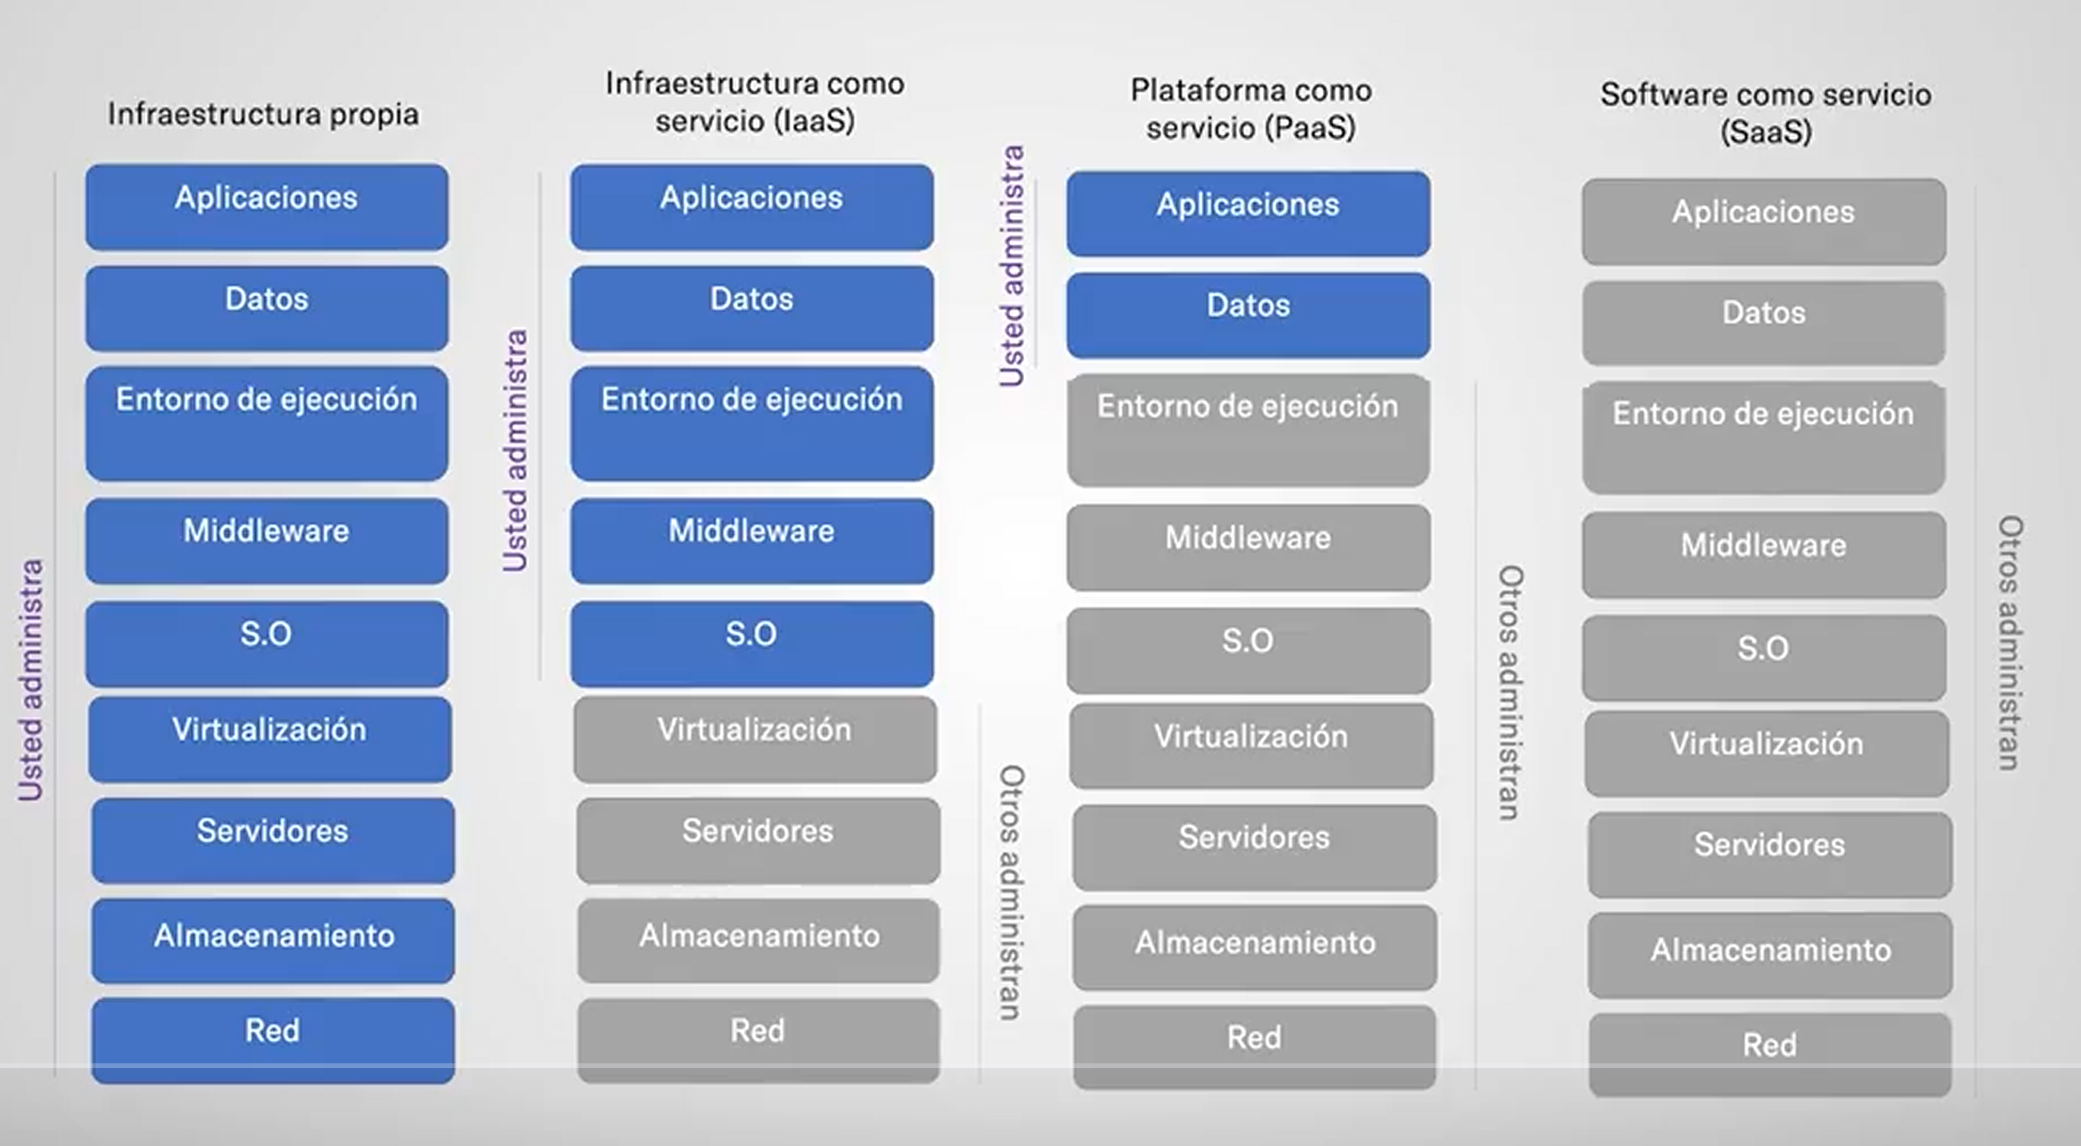 Infraestructura propia
Usted administra
Aplicaciones
Datos
Entorno de ejecución
Middleware
S.O
Virtualización
Servidores
Almacenamiento
Red
Infraestructura como
servicio (IaaS)
Usted administra
Aplicaciones
Datos
Entorno de ejecución
Middleware
S.O
Virtualización
Servidores
Almacenamiento
Red
Otros administran
Plataforma como
servicio (PaaS)
Usted administra
Aplicaciones
Datos
Entorno de ejecución
Middleware
S.O
Virtualización
Servidores
Almacenamiento
Red
Otros administran
Software como servicio
(SaaS)
Aplicaciones
Datos
Entorno de ejecución
Middleware
S.O
Virtualización
Servidores
Almacenamiento
Red
Otros administran